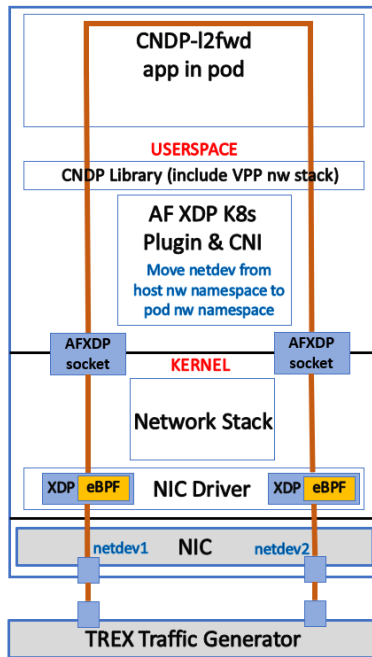 CNDP-l2fwd
app in pod
USERSPACE
CNDP Library (include VPP nw stack)
AF XDP K8s
Plugin & CNI
Move netdev from
host nw namespace to
pod nw namespace
AFXDP
socket
AFXDP
socket
KERNEL
Network Stack
XDP eBPF
NIC Driver
XDP eBPF
netdev1
NIC
netdev2
TREX Traffic Generator